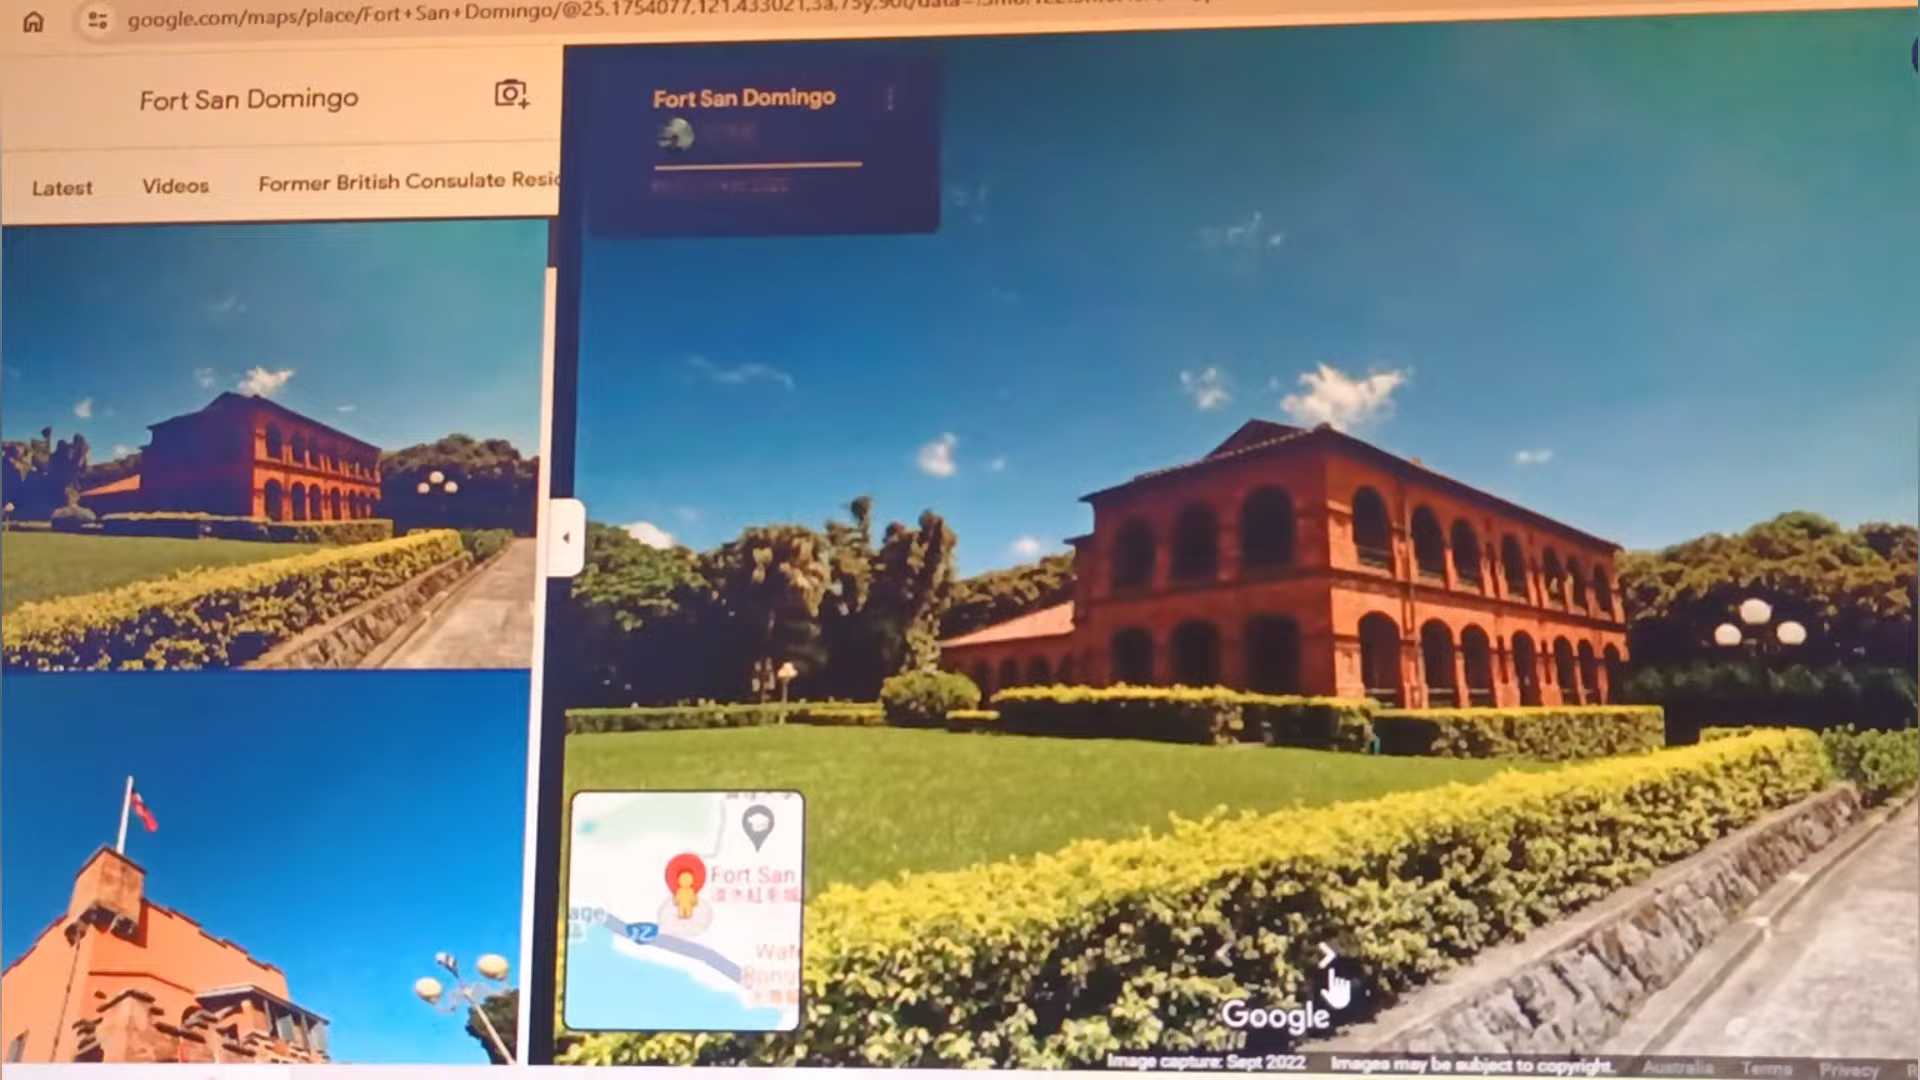 google.com/maps/place/Fort+San+Domingo/@25.1754077,121.433021,3a,75y,90t/data=
Fort San Domingo
Latest Videos Former British Consulate Resid
Fort San Domingo
Fort San
淡水紅毛城
age
Google
Image capture: Sept 2022 Images may be subject to copyright. Australia Terms Privacy